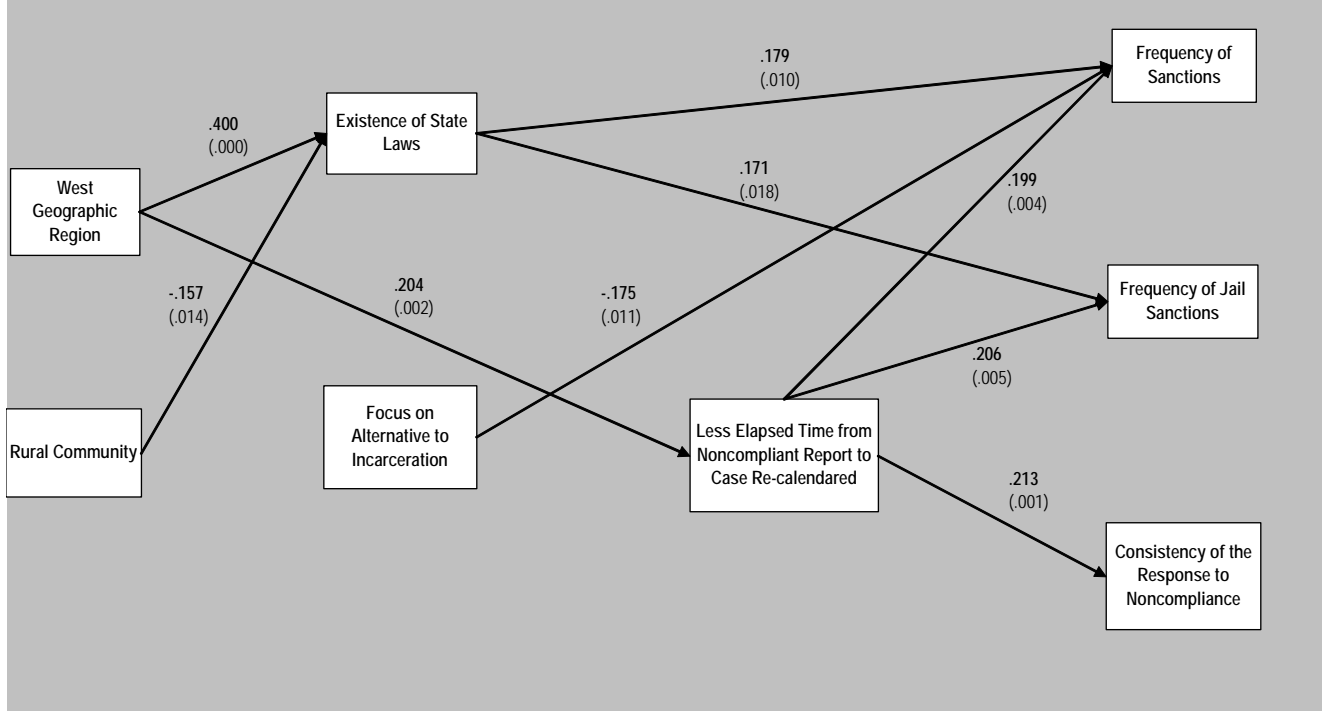 .179
(.010)
Frequency of
Sanctions
.400
(.000)
Existence of State
Laws
West
Geographic
Region
.171
(.018)
.199
(.004)
-.157
(.014)
.204
(.002)
-.175
(.011)
Frequency of Jail
Sanctions
.206
(.005)
Rural Community
Focus on
Alternative to
Incarceration
Less Elapsed Time from
Noncompliant Report to
Case Re-calendared
.213
(.001)
Consistency of the
Response to
Noncompliance